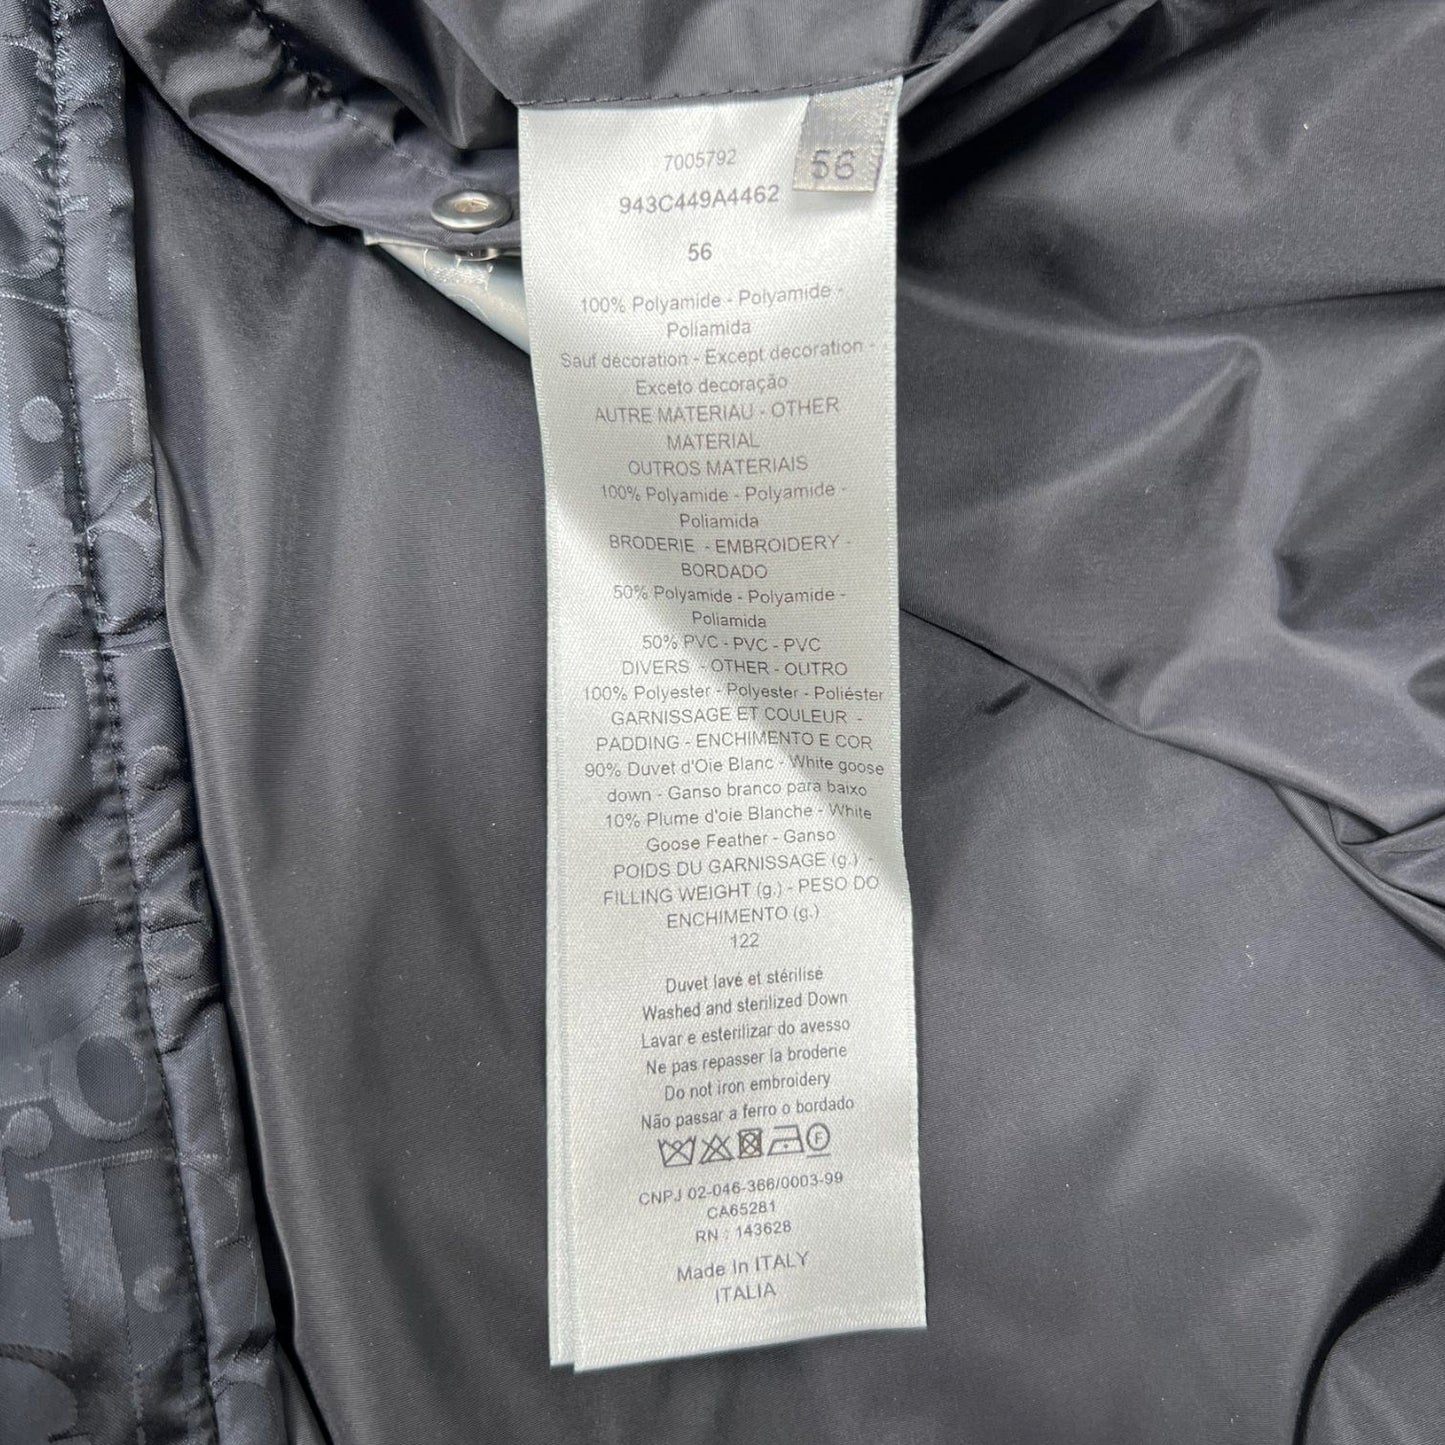 7005792
56
943C449A4462
56
100% Polyamide - Polyamide -
Poliamida
Sauf décoration - Except decoration -
Exceto decoração
AUTRE MATERIAU - OTHER
MATERIAL
OUTROS MATERIAIS
100% Polyamide - Polyamide -
Poliamida
BRODERIE - EMBROIDERY -
BORDADO
50% Polyamide - Polyamide -
Poliamida
50% PVC - PVC - PVC
DIVERS - OTHER - OUTRO
100% Polyester - Polyester - Poliéster
GARNISSAGE ET COULEUR -
PADDING - ENCHIMENTO E COR
90% Duvet d'Oie Blanc - White goose
down - Ganso branco para baixo
10% Plume d'oie Blanche - White
Goose Feather - Ganso
POIDS DU GARNISSAGE (g.) -
FILLING WEIGHT (g.) - PESO DO
ENCHIMENTO (g.)
122
Duvet lavé et stérilisé
Washed and sterilized Down
Lavar e esterilizar do avesso
Ne pas repasser la broderie
Do not iron embroidery
Não passar a ferro o bordado
F
CNPJ 02-046-366/0003-99
CA65281
RN : 143628
Made In ITALY
ITALIA